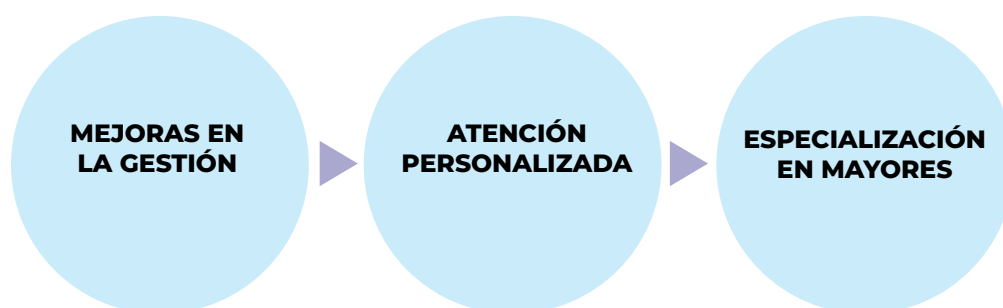 MEJORAS EN
LA GESTIÓN
ATENCIÓN
PERSONALIZADA
ESPECIALIZACIÓN
EN MAYORES